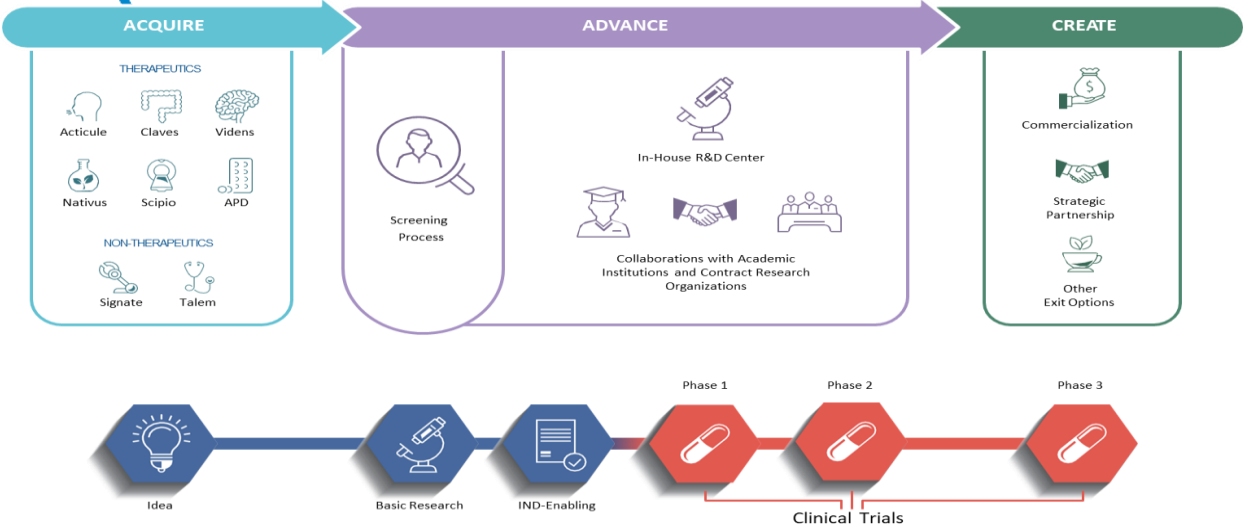 ACQUIRE
ADVANCE
CREATE
THERAPEUTICS
Acticule
Claves
Videns
Nativus
Scipio
APD
NON-THERAPEUTICS
Signate
Talem
Screening
Process
In-House R&D Center
Collaborations with Academic
Institutions and Contract Research
Organizations
$
Commercialization
Strategic
Partnership
Other
Exit Options
Phase 1
Phase 2
Phase 3
Idea
Basic Research
IND-Enabling
Clinical Trials